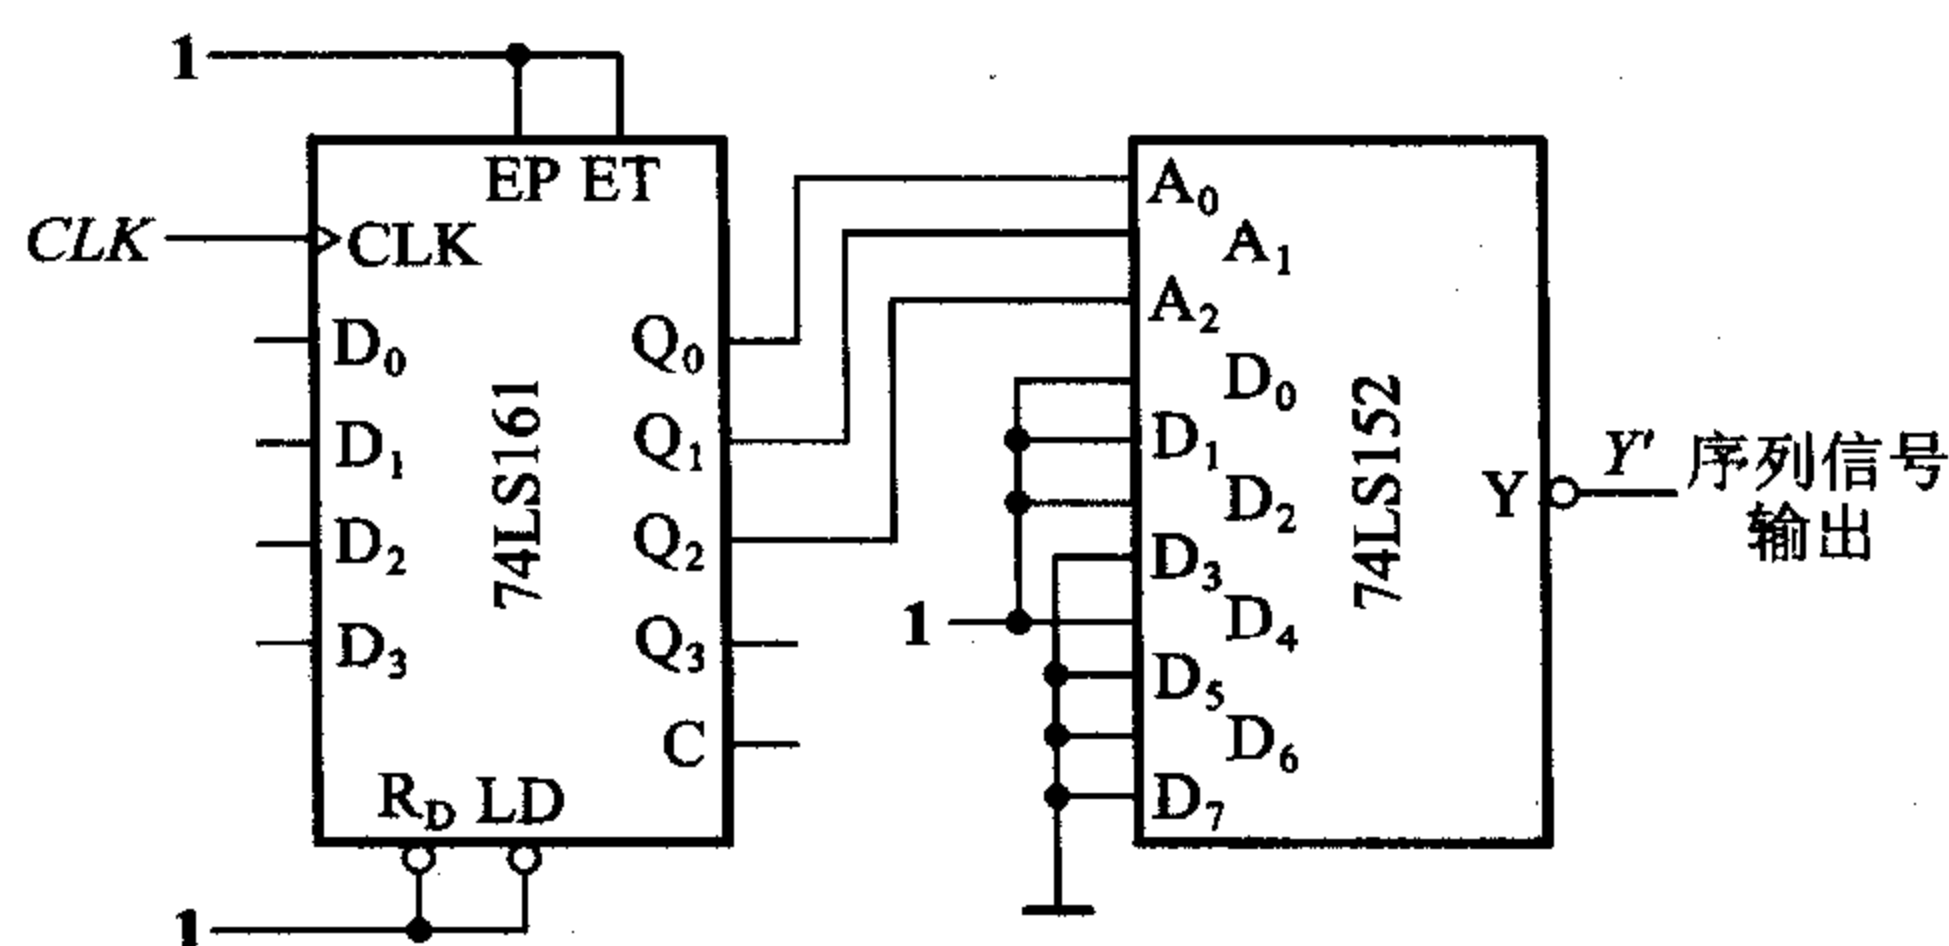 1
EP ET
CLK
CLK
D₀
D₁
D₂
D₃
74LS161
Q₀
Q₁
Q₂
Q₃
C
R_D LD
1
A₀
A₁
A₂
D₀
D₁
D₂
D₃
1
D₄
D₅
D₆
D₇
74LS152
Y
Y′ 序列信号
输出